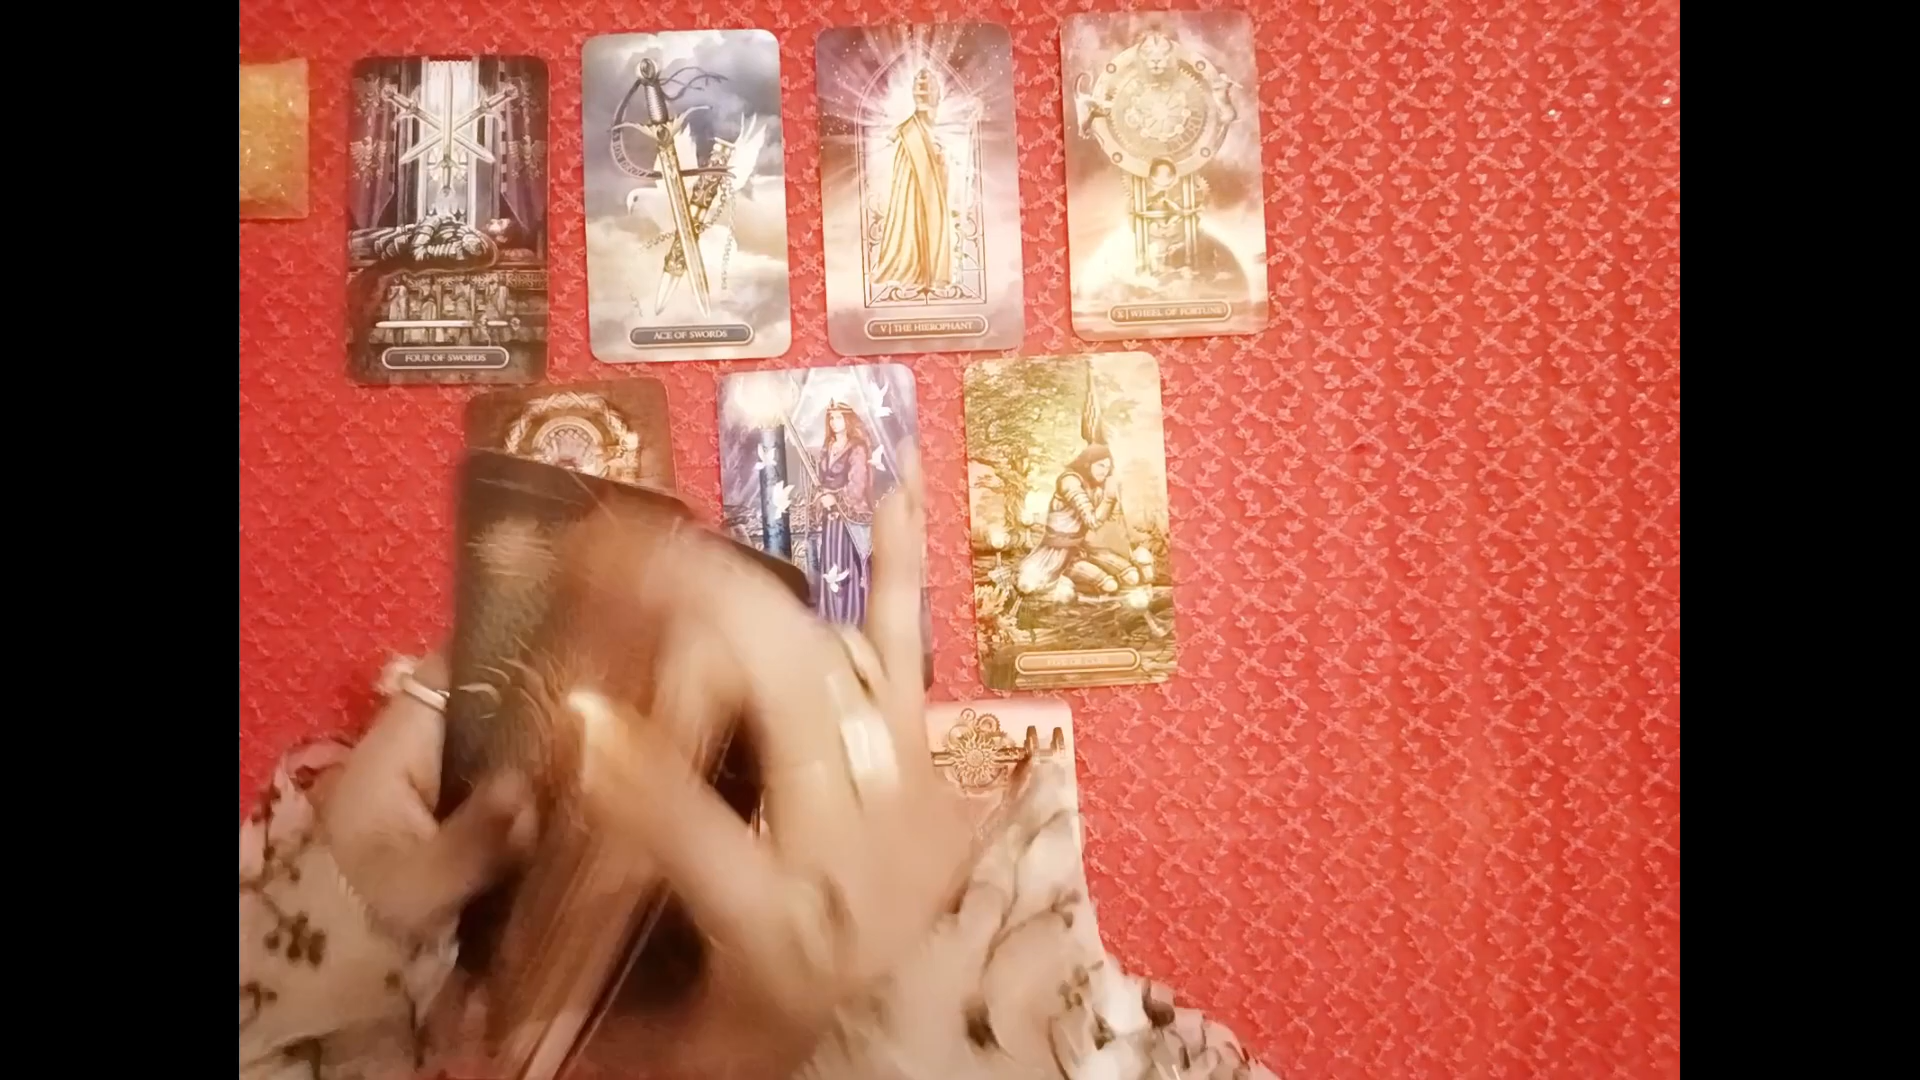 FOUR OF SWORDS
ACE OF SWORDS
V | THE HIEROPHANT
X | WHEEL OF FORTUNE